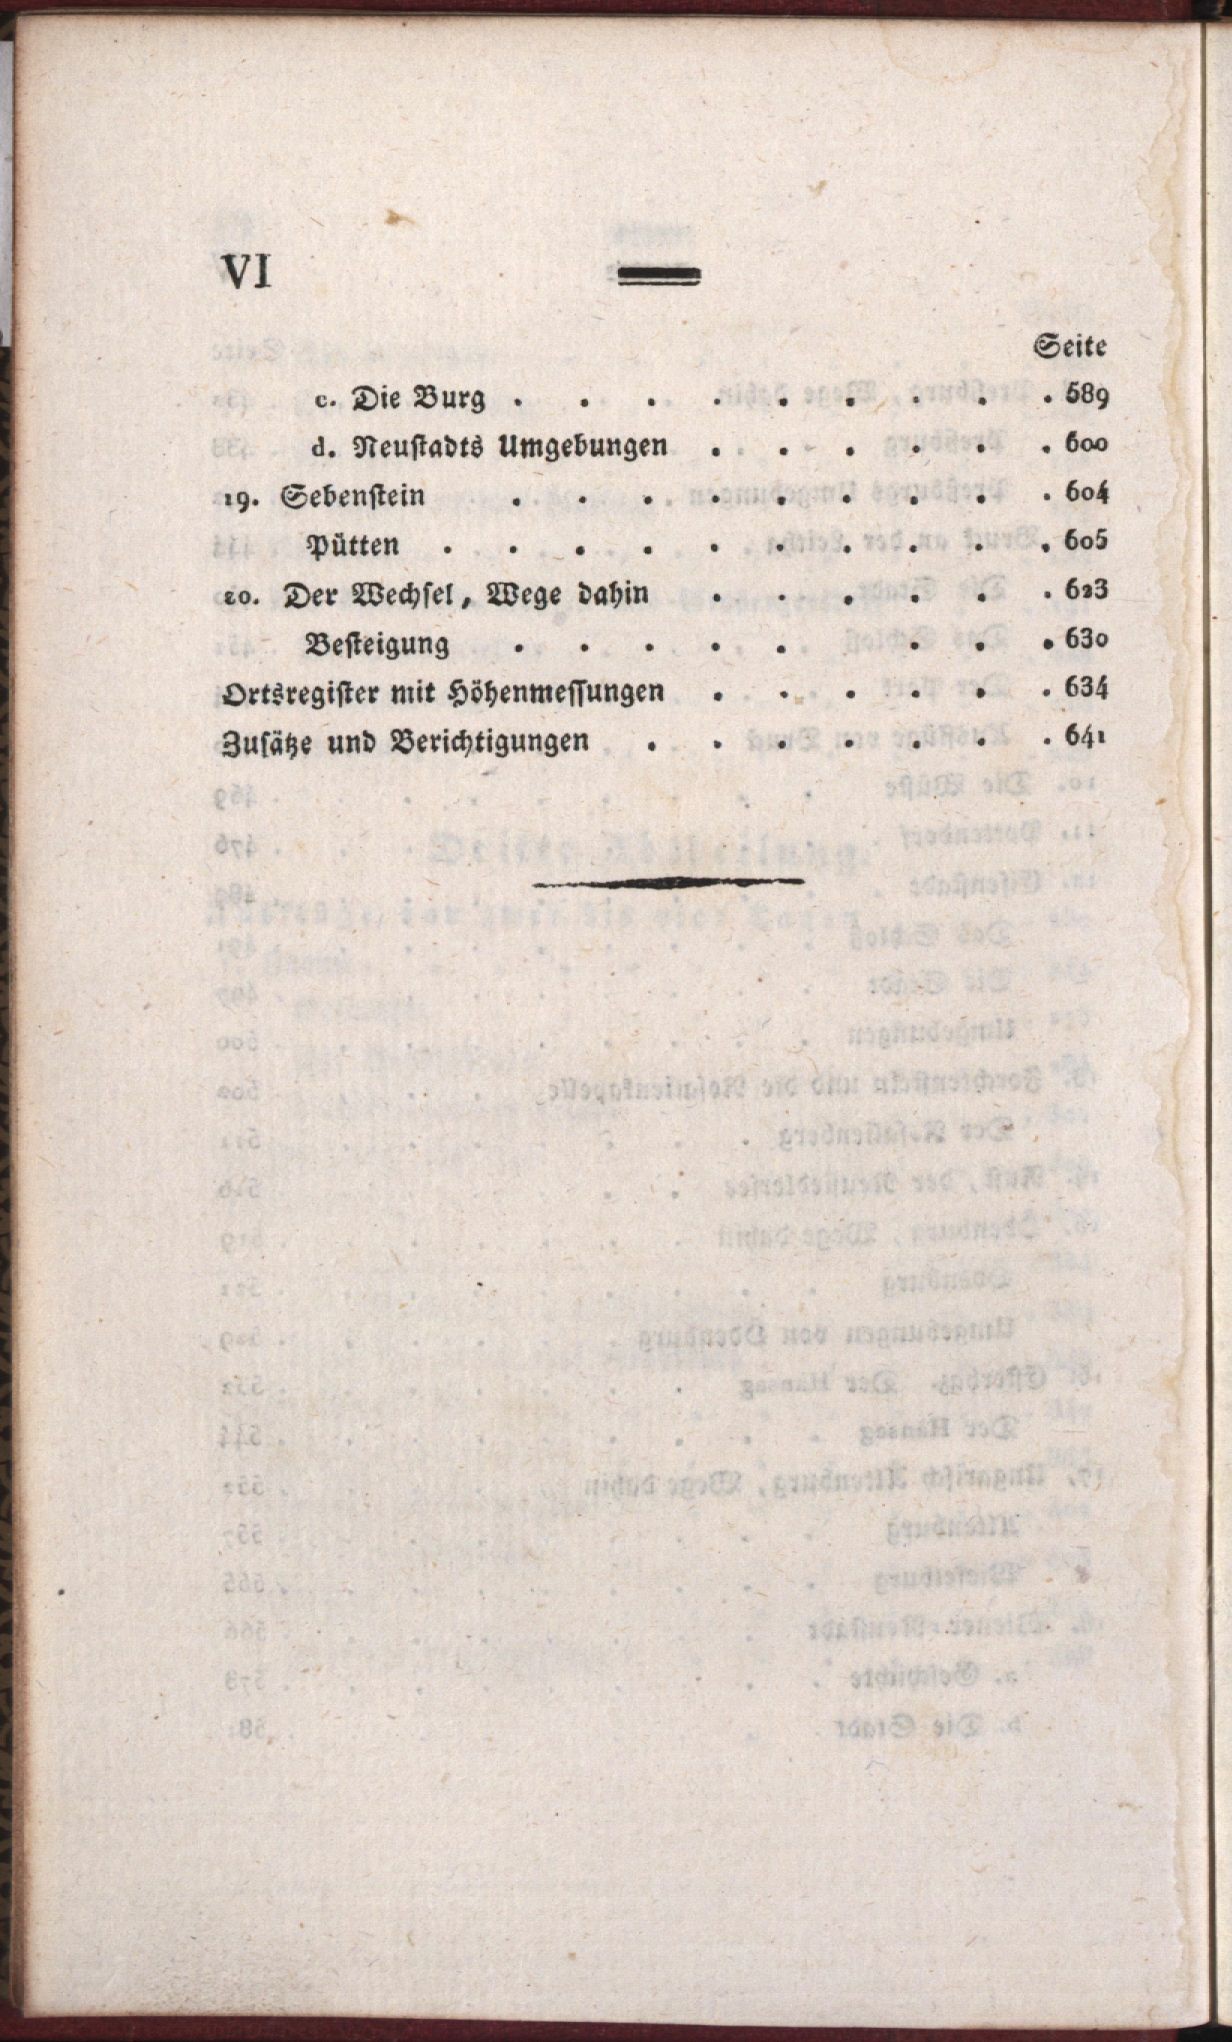 VI
Seite
c. Die Burg . . . . . . . . . 589
d. Neustadts Umgebungen . . . . . . 600
19. Sebenstein . . . . . . . . . 604
Pütten . . . . . . . . . . 605
20. Der Wechsel, Wege dahin . . . . . . 623
Besteigung . . . . . . . . 630
Ortsregister mit Höhenmessungen . . . . . . 634
Zusätze und Berichtigungen . . . . . . . 641